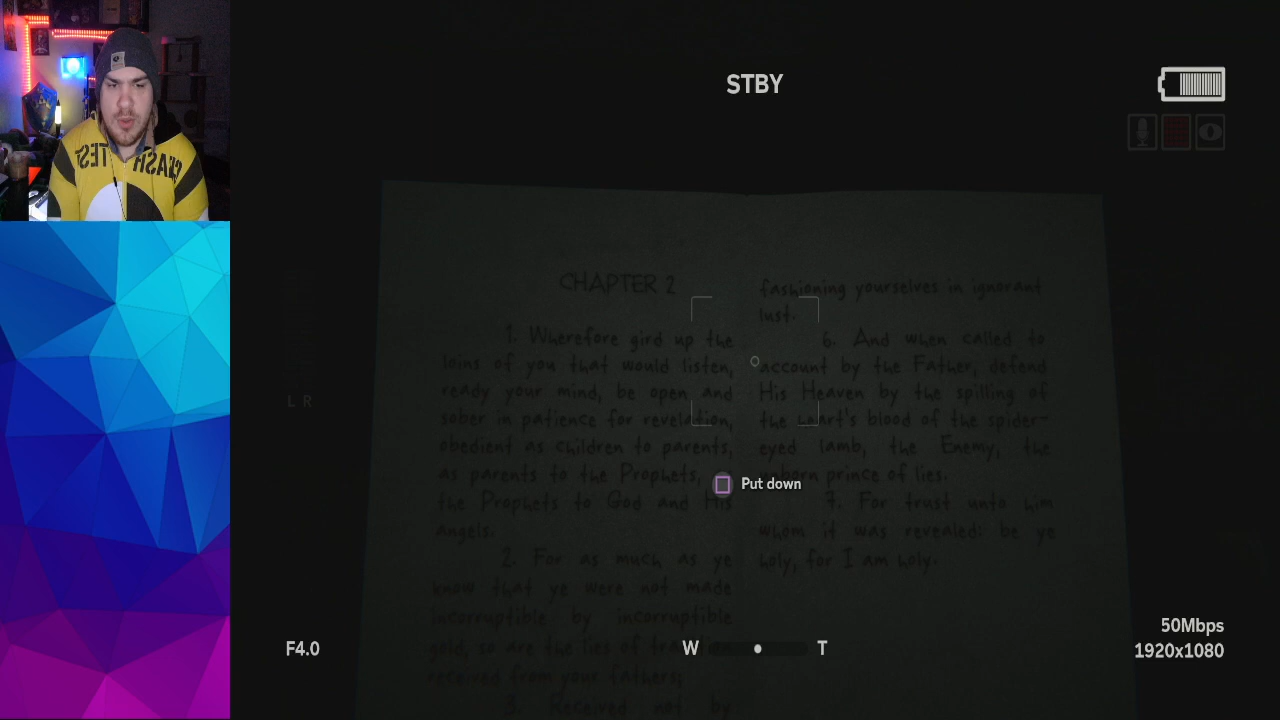 STBY
CHAPTER 2
1. Wherefore gird up the
loins of you that would listen,
ready your mind, be open and
sober in patience for revelation,
obedient as children to parents,
as parents to the Prophets,
the Prophets to God and His
angels.
2. For as much as ye
know that ye were not made
incorruptible by incorruptible
gold, so are the lies of
received from your fathers;
3. Received not by
fashioning yourselves in ignorant
lust.
6. And when called to
account by the Father, defend
His Heaven by the spilling of
the heart's blood of the spider-
eyed lamb, the Enemy, the
unborn prince of lies.
7. For trust unto him
whom it was revealed: be ye
holy, for I am holy.
Put down
L R
F4.0
W T
50Mbps
1920x1080
CRASH TEST